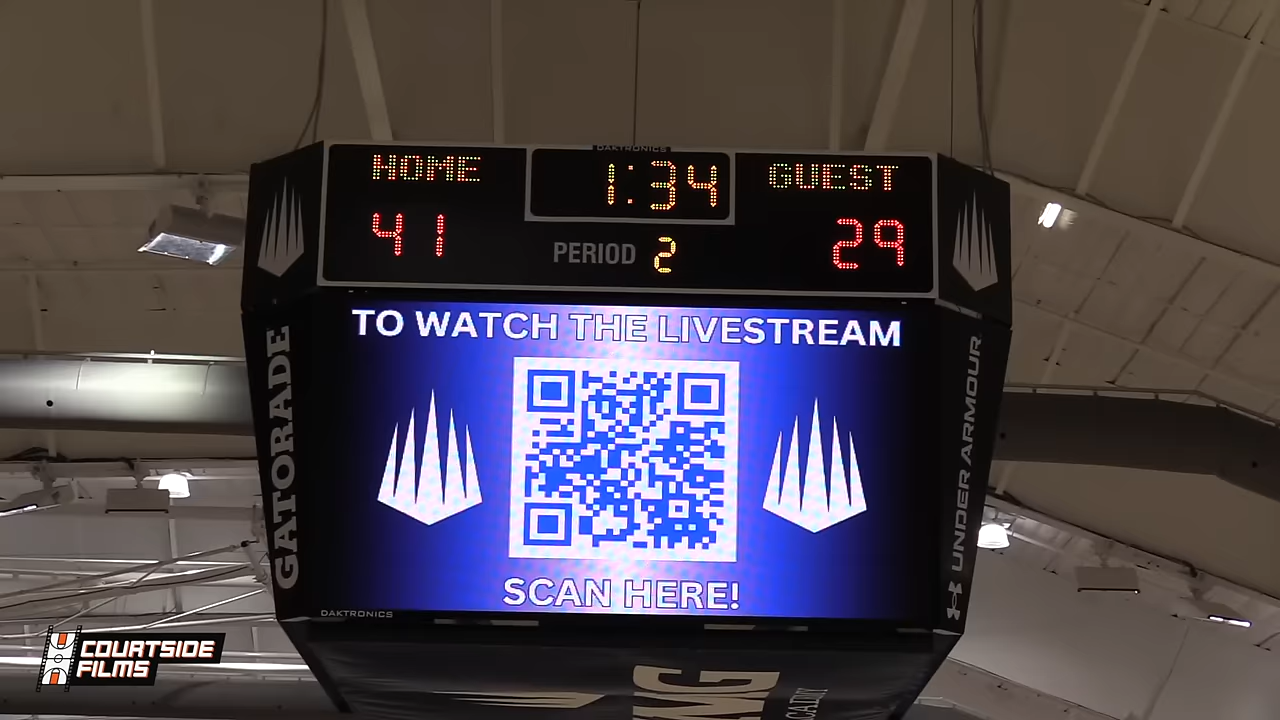 DAKTRONICS
HOME
1:34
GUEST
41
PERIOD 2
29
TO WATCH THE LIVESTREAM
SCAN HERE!
GATORADE
UNDER ARMOUR
DAKTRONICS
COURTSIDE
FILMS